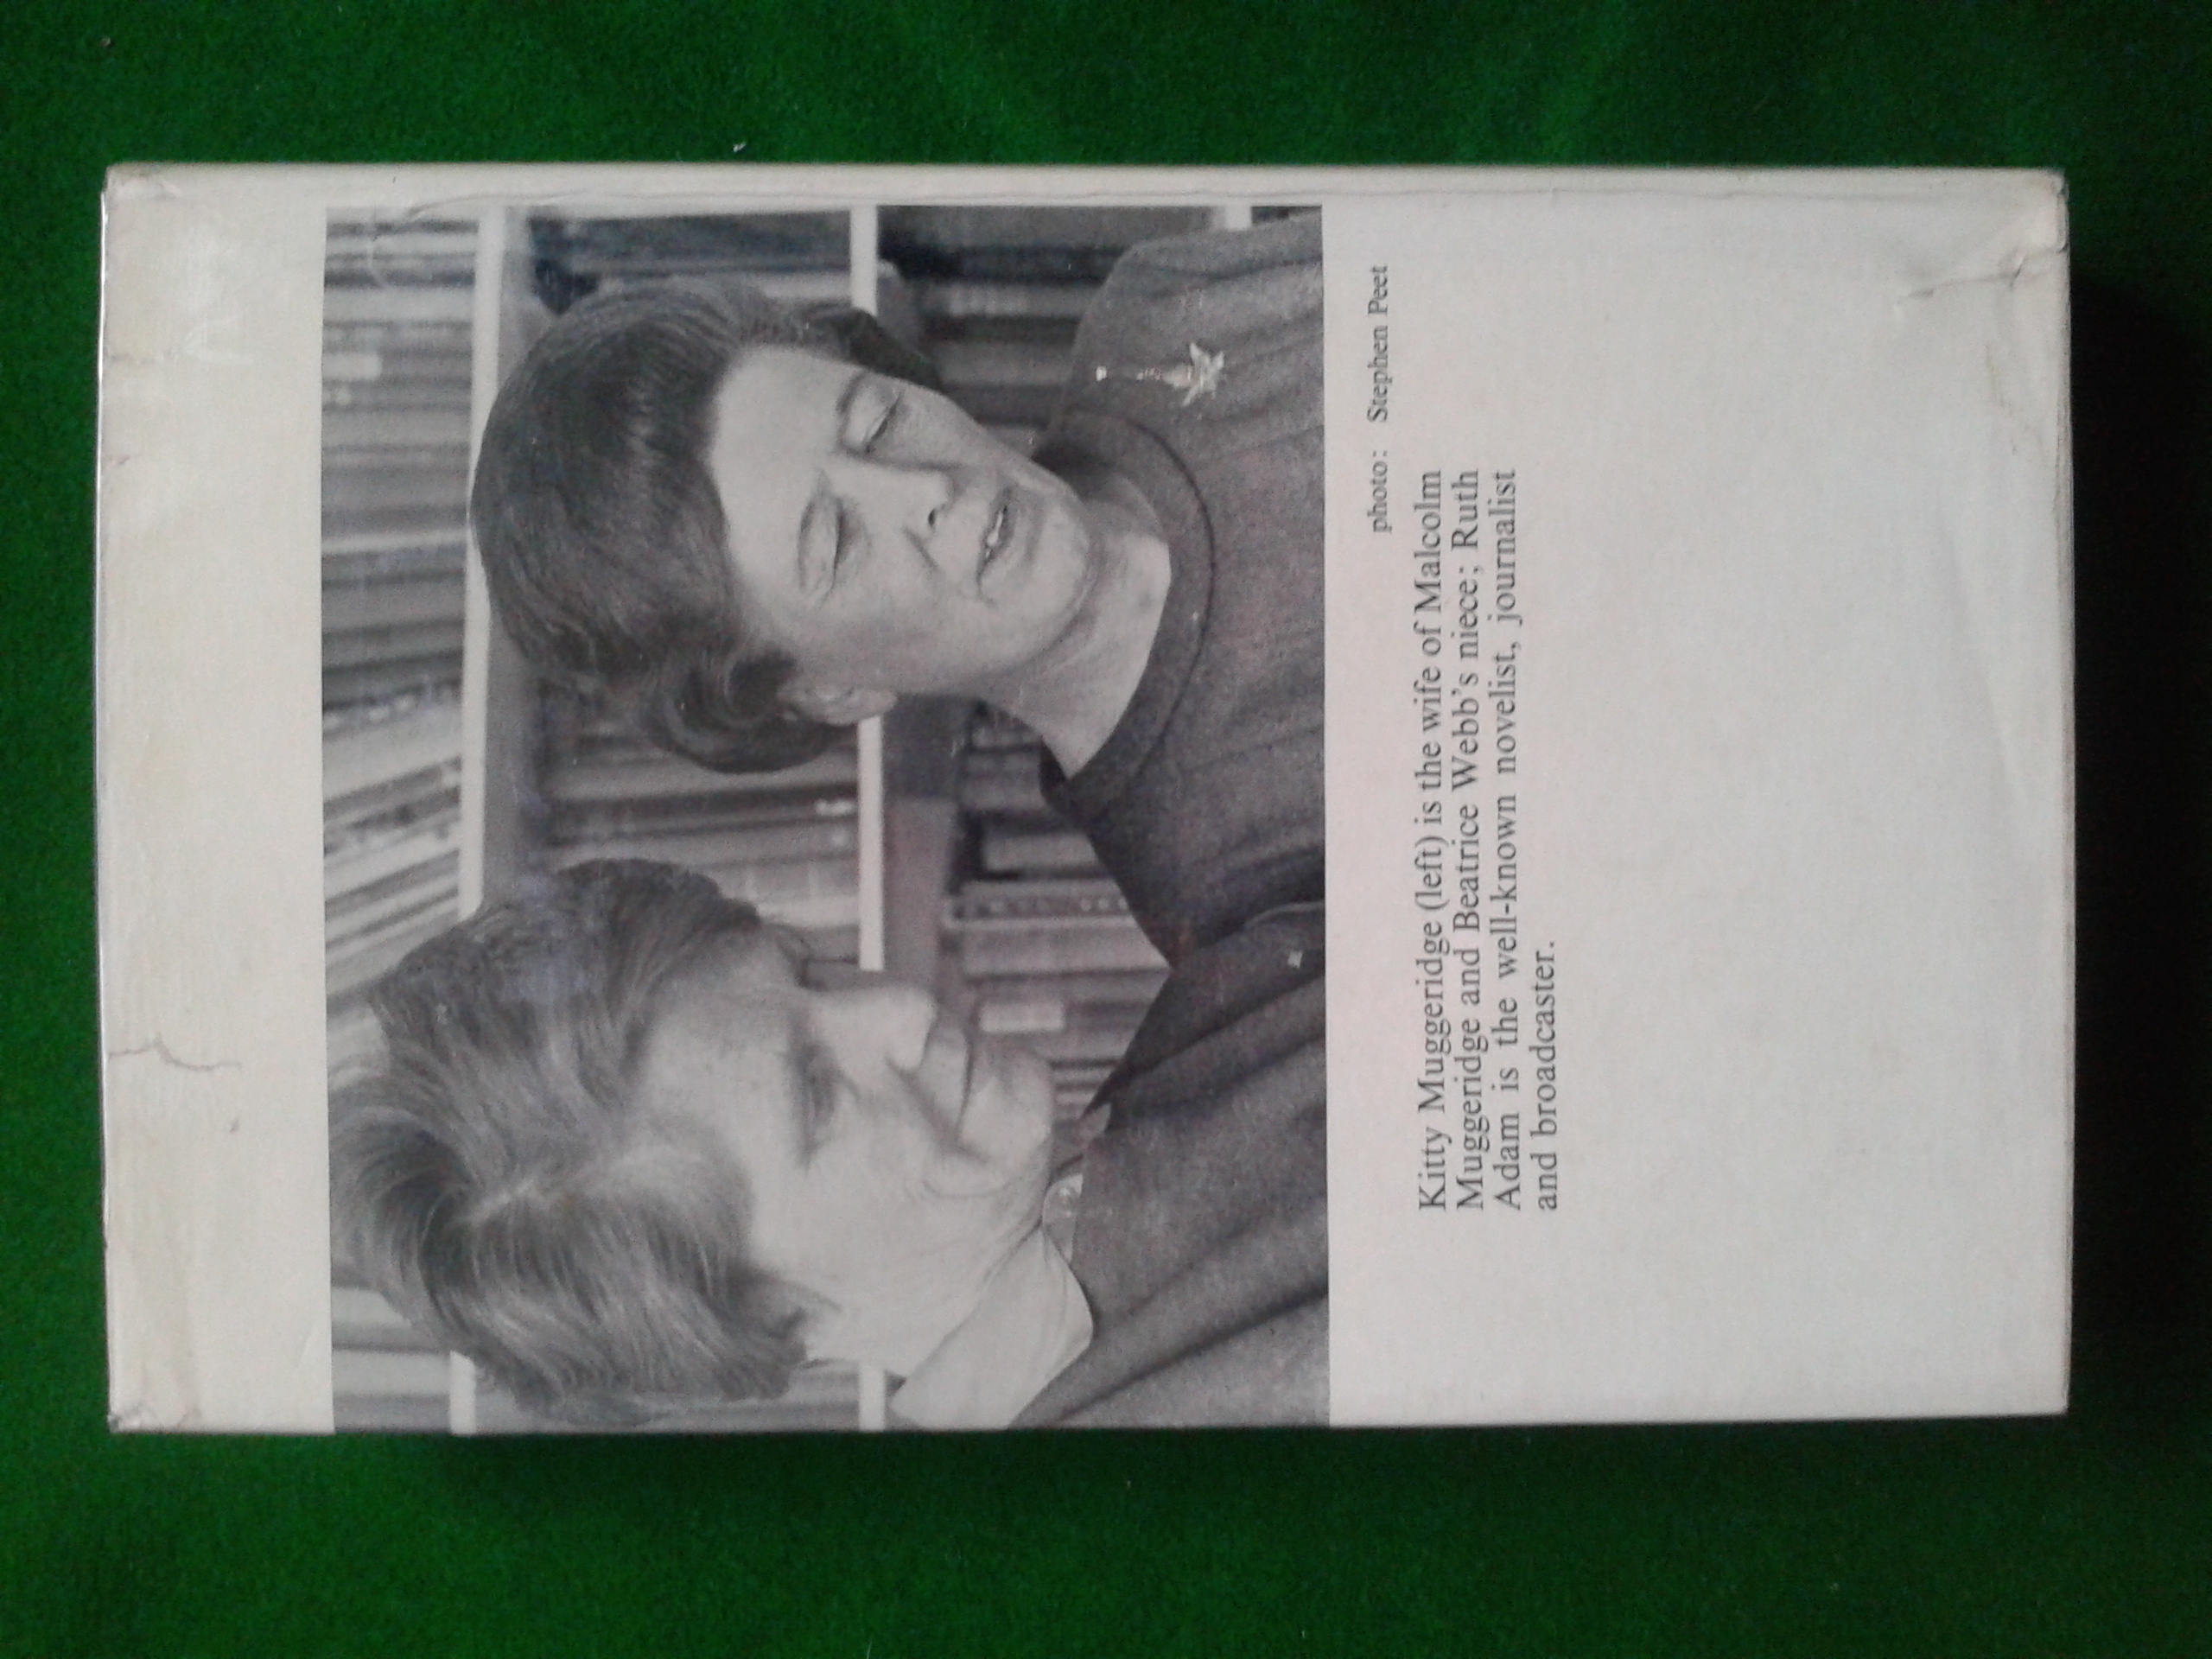 photo: Stephen Peet
Kitty Muggeridge (left) is the wife of Malcolm
Muggeridge and Beatrice Webb's niece; Ruth
Adam is the well-known novelist, journalist
and broadcaster.